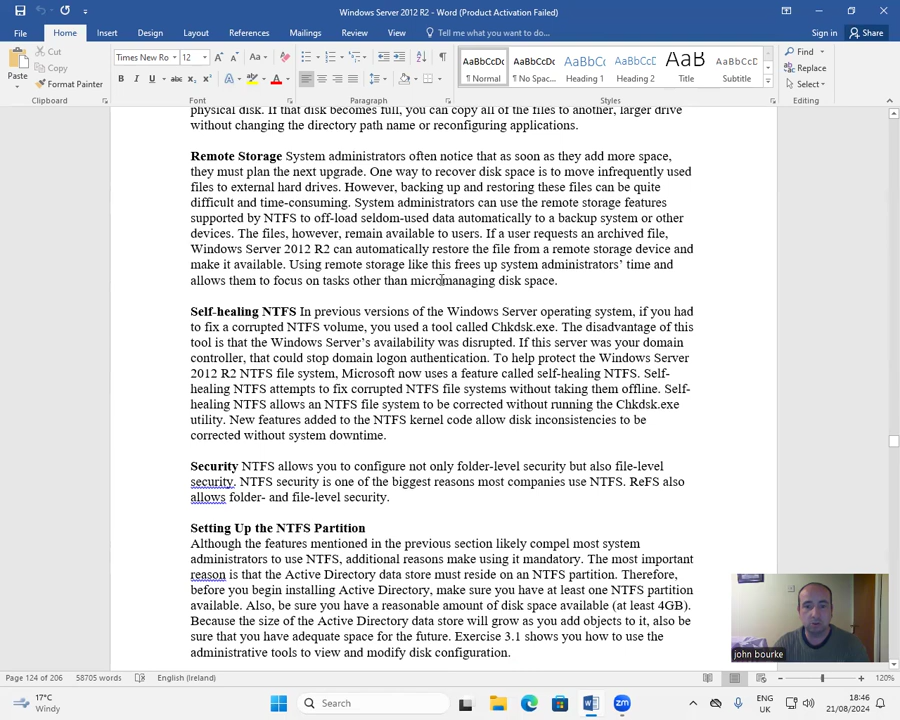 Windows Server 2012 R2 - Word (Product Activation Failed)
File Home Insert Design Layout References Mailings Review View Tell me what you want to do... Sign in Share
Paste Cut Copy Format Painter
Times New Ro 12
AaBbCcDc AaBbCcDc AaBbCc AaBbCcD AaB AaBbCcD
¶ Normal ¶ No Spac... Heading 1 Heading 2 Title Subtitle
Find Replace Select
Clipboard Font Paragraph Styles Editing
physical disk. If that disk becomes full, you can copy all of the files to another, larger drive
without changing the directory path name or reconfiguring applications.
Remote Storage System administrators often notice that as soon as they add more space,
they must plan the next upgrade. One way to recover disk space is to move infrequently used
files to external hard drives. However, backing up and restoring these files can be quite
difficult and time-consuming. System administrators can use the remote storage features
supported by NTFS to off-load seldom-used data automatically to a backup system or other
devices. The files, however, remain available to users. If a user requests an archived file,
Windows Server 2012 R2 can automatically restore the file from a remote storage device and
make it available. Using remote storage like this frees up system administrators’ time and
allows them to focus on tasks other than micromanaging disk space.
Self-healing NTFS In previous versions of the Windows Server operating system, if you had
to fix a corrupted NTFS volume, you used a tool called Chkdsk.exe. The disadvantage of this
tool is that the Windows Server’s availability was disrupted. If this server was your domain
controller, that could stop domain logon authentication. To help protect the Windows Server
2012 R2 NTFS file system, Microsoft now uses a feature called self-healing NTFS. Self-
healing NTFS attempts to fix corrupted NTFS file systems without taking them offline. Self-
healing NTFS allows an NTFS file system to be corrected without running the Chkdsk.exe
utility. New features added to the NTFS kernel code allow disk inconsistencies to be
corrected without system downtime.
Security NTFS allows you to configure not only folder-level security but also file-level
security. NTFS security is one of the biggest reasons most companies use NTFS. ReFS also
allows folder- and file-level security.
Setting Up the NTFS Partition
Although the features mentioned in the previous section likely compel most system
administrators to use NTFS, additional reasons make using it mandatory. The most important
reason is that the Active Directory data store must reside on an NTFS partition. Therefore,
before you begin installing Active Directory, make sure you have at least one NTFS partition
available. Also, be sure you have a reasonable amount of disk space available (at least 4GB).
Because the size of the Active Directory data store will grow as you add objects to it, also be
sure that you have adequate space for the future. Exercise 3.1 shows you how to use the
administrative tools to view and modify disk configuration.
john bourke
Page 124 of 206 58705 words English (Ireland) 120%
17°C
Windy
Search
ENG
UK
18:46
21/08/2024